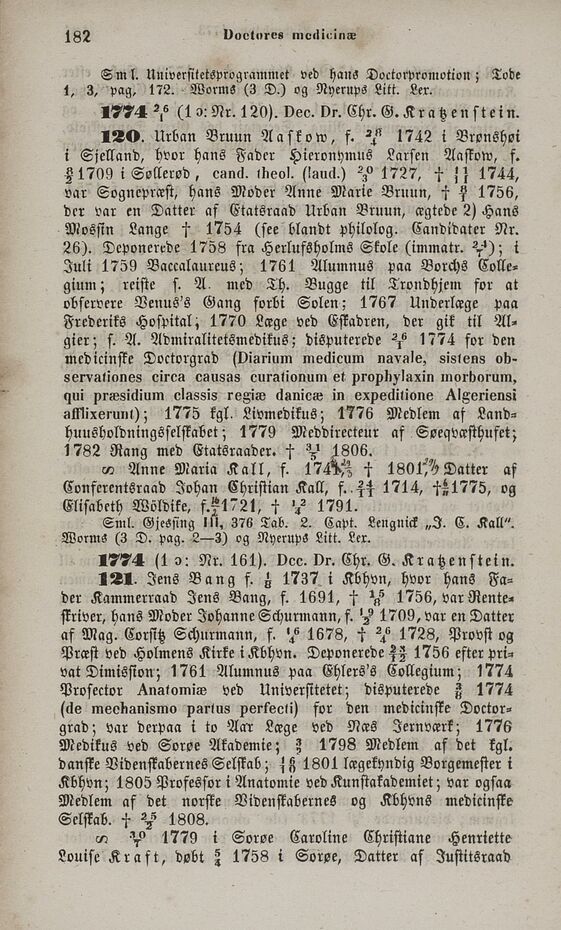 182
Doctores medicinæ
Sml. Universitetsprogrammet ved hans Doctorpromotion; Tode
1, 3, pag. 172. Worms (3 D.) og Nyerups Litt. Lex.
1774 26/1 (1 ɔ: Nr. 120). Dec. Dr. Chr. G. Kratzenstein.
120. Urban Bruun Aaskow, f. 1742 i Brønshøi
i Sjelland, hvor hans Fader Hieronymus Larsen Aaskow, f.
1709 i Søllerød, cand. theol. (laud.) 1727, † 11/11 1744,
var Sognepræst, hans Moder Anne Marie Bruun, † 1756,
der var en Datter af Etatsraad Urban Bruun, ægtede 2) Hans
Mossin Lange † 1754 (see blandt philolog. Candidater Nr.
26). Deponerede 1758 fra Herlufsholms Skole (immatr.); i
Juli 1759 Baccalaureus; 1761 Alumnus paa Borchs Colle-
gium; reiste s. A. med Th. Bugge til Trondhjem for at
observere Venus's Gang forbi Solen; 1767 Underlæge paa
Frederiks Hospital; 1770 Læge ved Eskadren, der gik til Al-
gier; s. A. Admiralitetsmedikus; disputerede 1774 for den
medicinske Doctorgrad (Diarium medicum navale, sistens ob-
servationes circa causas curationum et prophylaxin morborum,
qui præsidium classis regiæ danicæ in expeditione Algeriensi
afflixerunt); 1775 kgl. Livmedikus; 1776 Medlem af Land-
huusholdningsselskabet; 1779 Meddirecteur af Søeqvæsthuset;
1782 Rang med Etatsraader. † 31/5 1806.
∞ Anne Maria Kall, f. † 1801, Datter af
Conferentsraad Johan Christian Kall, f. 1714, † 1775, og
Elisabeth Wöldike, f. 1721, † 1791.
Sml. Gjessing III, 376 Tab. 2. Capt. Lengnick „J. C. Kall“.
Worms (3 D. pag. 2—3) og Nyerups Litt. Lex.
1774 (1 ɔ: Nr. 161). Dec. Dr. Chr. G. Kratzenstein.
121. Jens Bang f. 1737 i Kbhvn, hvor hans Fa-
der Kammerraad Jens Bang, f. 1691, † 1756, var Rente-
skriver, hans Moder Johanne Schurmann, f. 1709, var en Datter
af Mag. Corfitz Schurmann, f. 1678, † 1728, Provst og
Præst ved Holmens Kirke i Kbhvn. Deponerede 1756 efter pri-
vat Dimission; 1761 Alumnus paa Ehlers's Collegium; 1774
Prosector Anatomiæ ved Universitetet; disputerede 1774
(de mechanismo partus perfecti) for den medicinske Doctor-
grad; var derpaa i to Aar Læge ved Næs Jernværk; 1776
Medikus ved Sorøe Akademie; 1798 Medlem af det kgl.
danske Videnskabernes Selskab; 1801 lægekyndig Borgemester i
Kbhvn; 1805 Professor i Anatomie ved Kunstakademiet; var ogsaa
Medlem af det norske Videnskabernes og Kbhvns medicinske
Selskab. † 25/2 1808.
∞ 1779 i Sorøe Caroline Christiane Henriette
Louise Kraft, døbt 1758 i Sorøe, Datter af Justitsraad